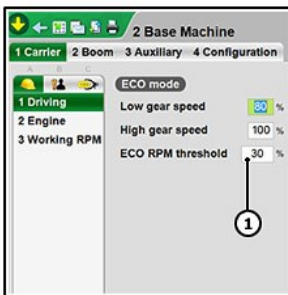 2 Base Machine
1 Carrier 2 Boom 3 Auxiliary 4 Configuration
A B C
1 Driving
2 Engine
3 Working RPM
ECO mode
Low gear speed 80 %
High gear speed 100 %
ECO RPM threshold 30 %
1